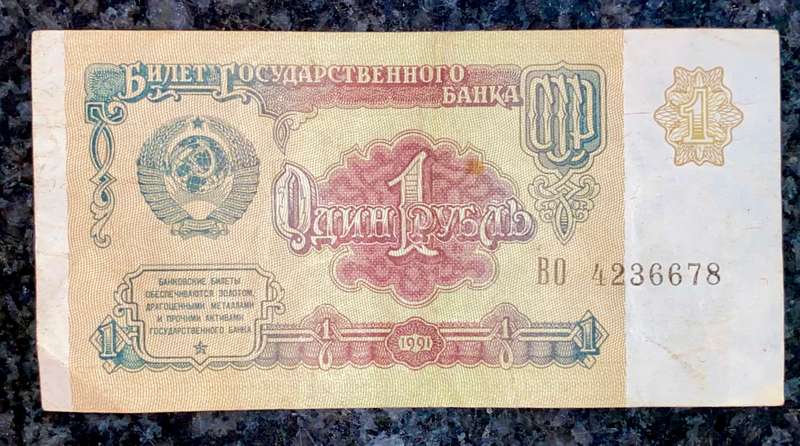 БИЛЕТ ГОСУДАРСТВЕННОГО
БАНКА СССР
1
ОДИН 1 РУБЛЬ
ВО 4236678
БАНКОВСКИЕ БИЛЕТЫ
ОБЕСПЕЧИВАЮТСЯ ЗОЛОТОМ,
ДРАГОЦЕННЫМИ МЕТАЛЛАМИ
И ПРОЧИМИ АКТИВАМИ
ГОСУДАРСТВЕННОГО БАНКА
1 1 1991 1 1